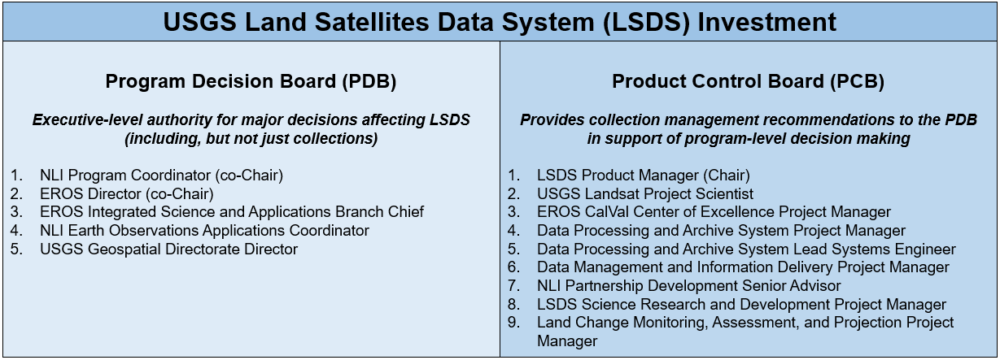 USGS Land Satellites Data System (LSDS) Investment
Program Decision Board (PDB)
Executive-level authority for major decisions affecting LSDS
(including, but not just collections)
1. NLI Program Coordinator (co-Chair)
2. EROS Director (co-Chair)
3. EROS Integrated Science and Applications Branch Chief
4. NLI Earth Observations Applications Coordinator
5. USGS Geospatial Directorate Director
Product Control Board (PCB)
Provides collection management recommendations to the PDB
in support of program-level decision making
1. LSDS Product Manager (Chair)
2. USGS Landsat Project Scientist
3. EROS CalVal Center of Excellence Project Manager
4. Data Processing and Archive System Project Manager
5. Data Processing and Archive System Lead Systems Engineer
6. Data Management and Information Delivery Project Manager
7. NLI Partnership Development Senior Advisor
8. LSDS Science Research and Development Project Manager
9. Land Change Monitoring, Assessment, and Projection Project
Manager